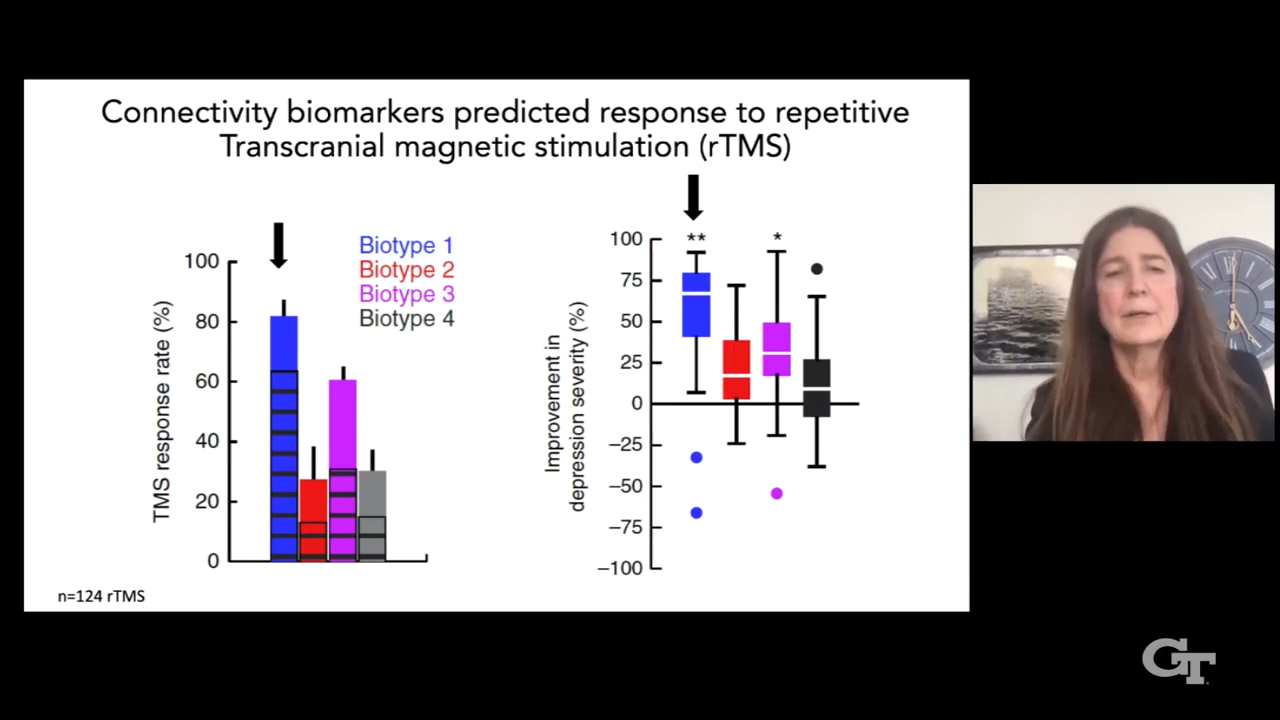 Connectivity biomarkers predicted response to repetitive
Transcranial magnetic stimulation (rTMS)
TMS response rate (%)
100
80
60
40
20
0
Biotype 1
Biotype 2
Biotype 3
Biotype 4
Improvement in
depression severity (%)
100
75
50
25
0
−25
−50
−75
−100
** *
n=124 rTMS
GT